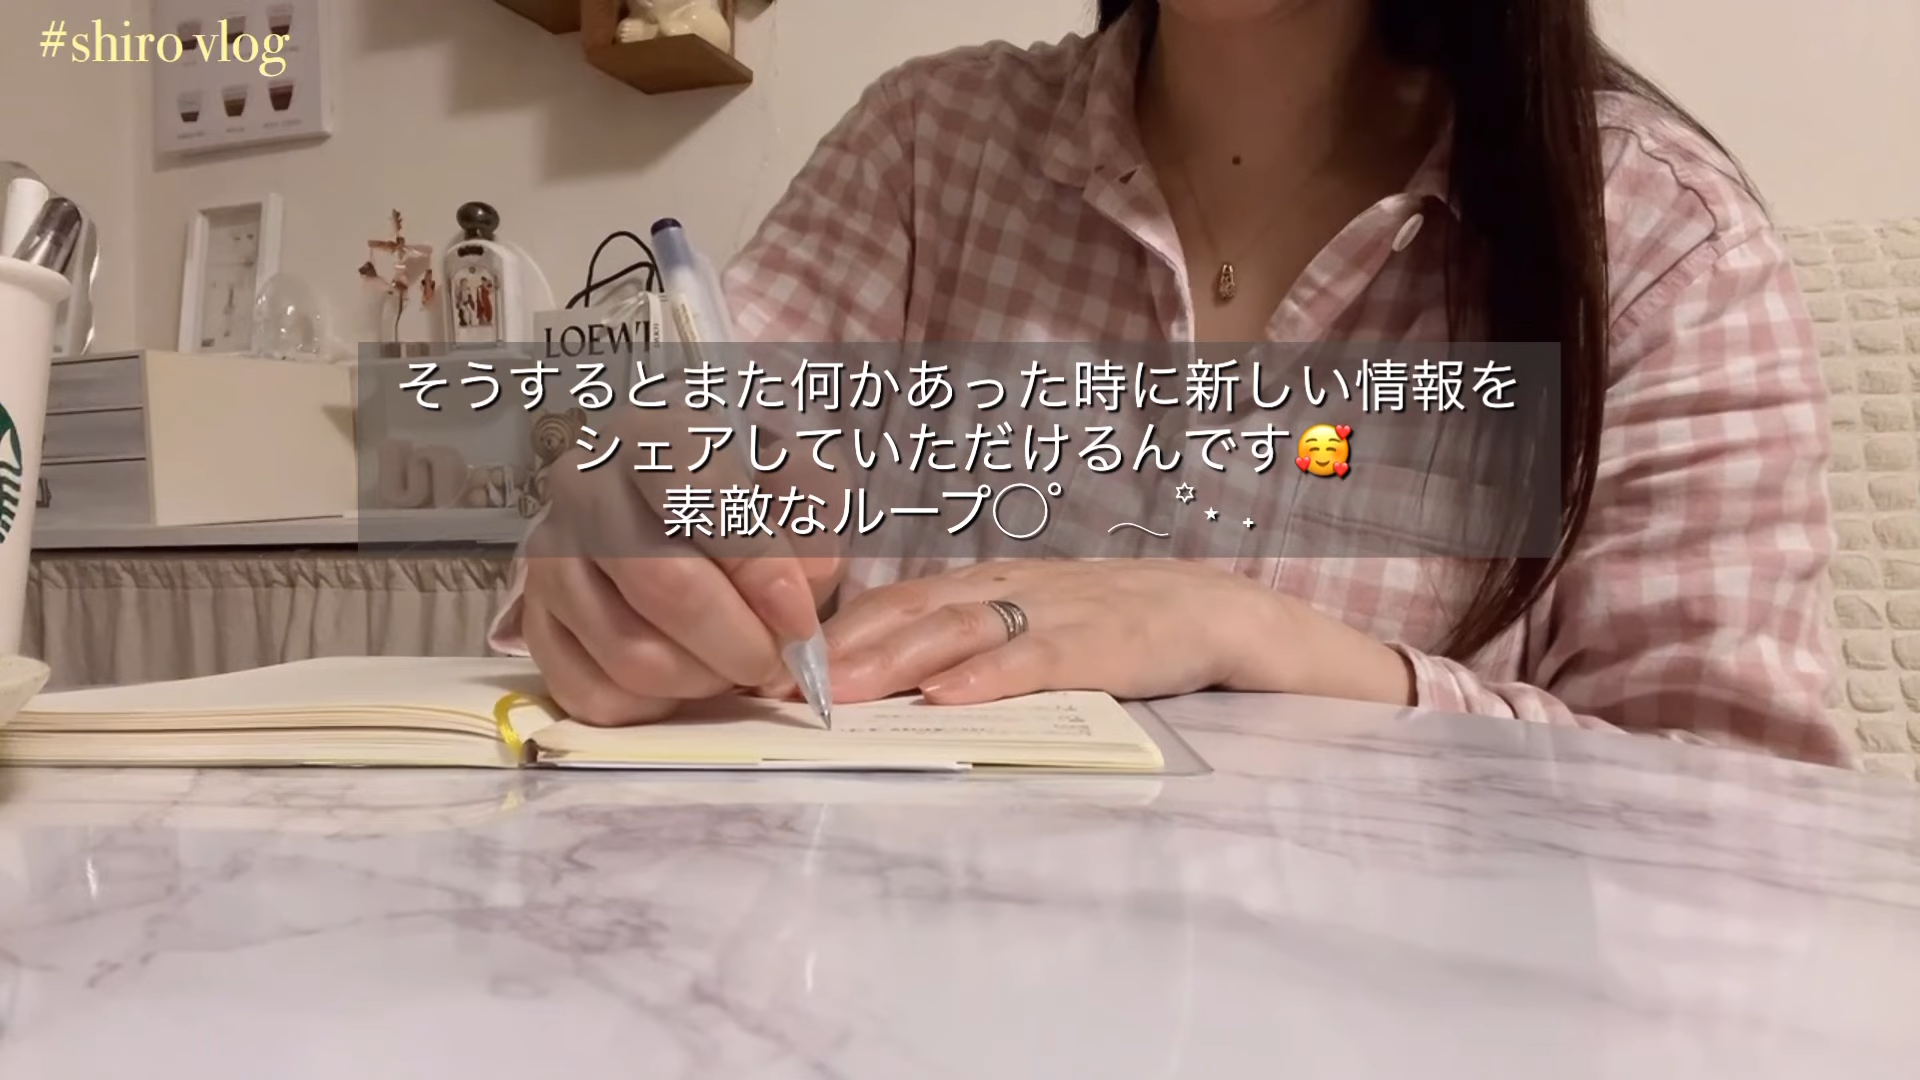 #shiro vlog
LOEWE
そうするとまた何かあった時に新しい情報を
シェアしていただけるんです🥰
素敵なループ◯゚ ︵ ✡⋆ ˖